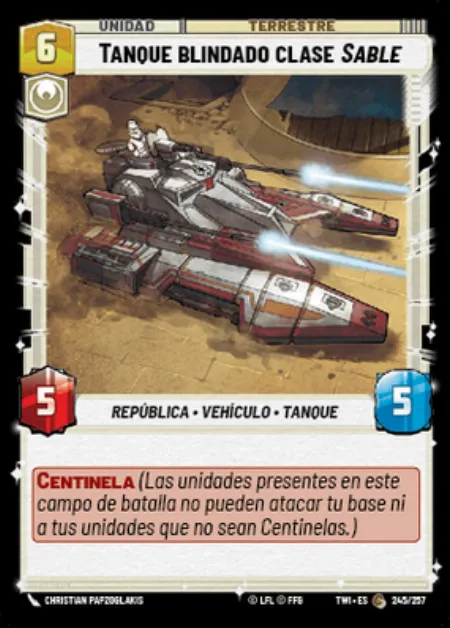 UNIDAD
TERRESTRE
6
TANQUE BLINDADO CLASE SABLE
5
REPÚBLICA • VEHÍCULO • TANQUE
5
CENTINELA (Las unidades presentes en este
campo de batalla no pueden atacar tu base ni
a tus unidades que no sean Centinelas.)
CHRISTIAN PAPZOGLAKIS
© LFL © FFG
TWI • ES
C
245/257